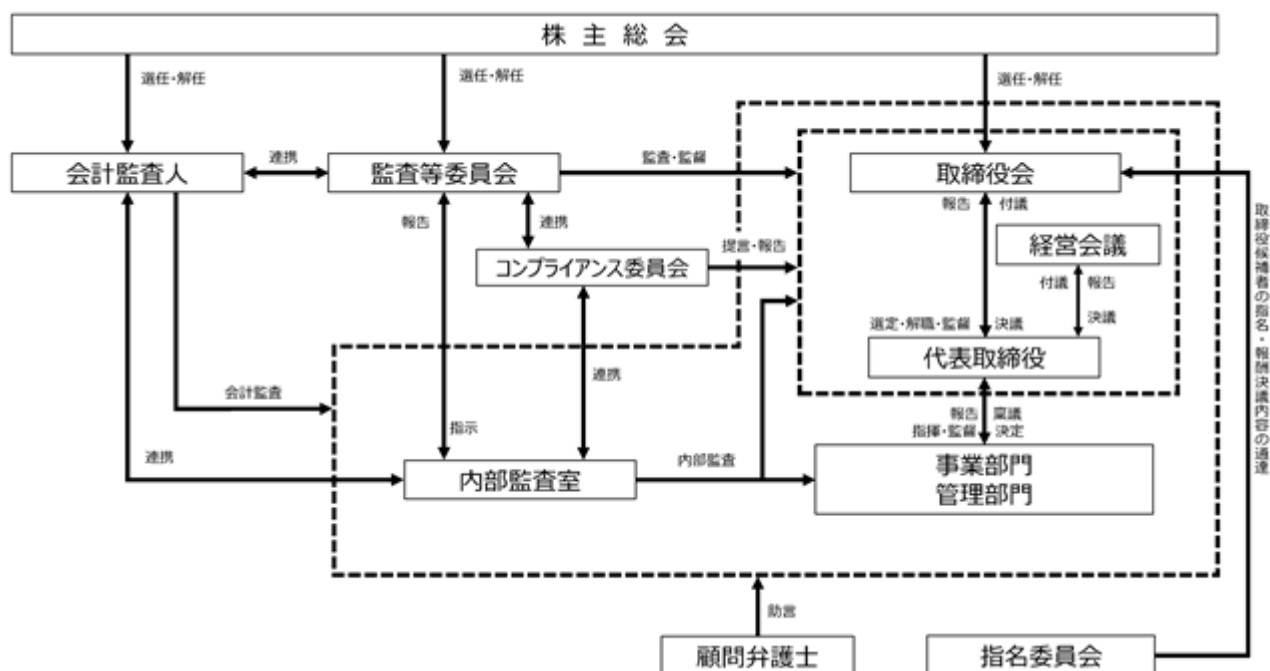 株主総会
選任・解任
選任・解任
選任・解任
会計監査人
連携
監査等委員会
監査・監督
取締役会
報告
連携
報告 付議
経営会議
提言・報告
コンプライアンス委員会
付議 報告
選定・解職・監督 決議
決議
代表取締役
連携
会計監査
報告 稟議
指揮・監督 決定
指示
連携
内部監査室
内部監査
事業部門
管理部門
取締役候補者の指名・報酬決議内容の通達
助言
顧問弁護士
指名委員会